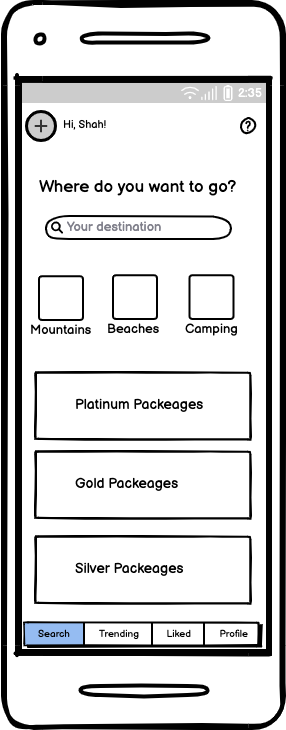 2:35
Hi, Shah!
?
Where do you want to go?
Your destination
Mountains Beaches Camping
Platinum Packeages
Gold Packeages
Silver Packeages
Search Trending Liked Profile